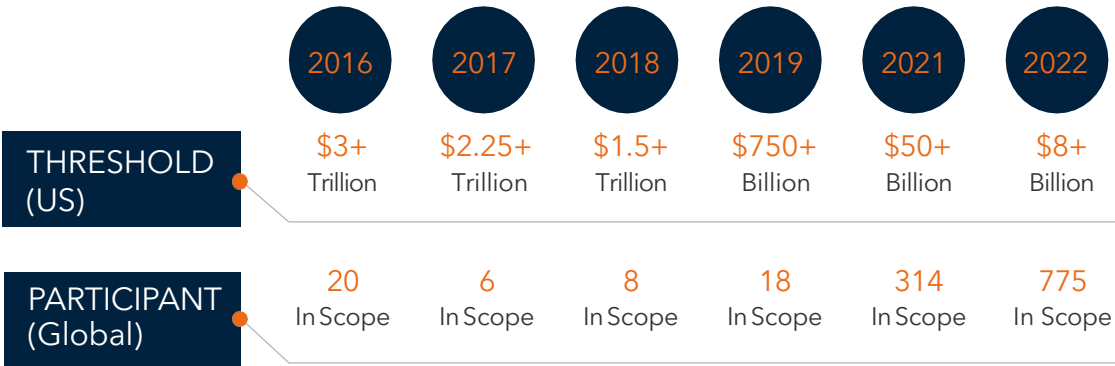 2016 2017 2018 2019 2021 2022
THRESHOLD
(US)
$3+ $2.25+ $1.5+ $750+ $50+ $8+
Trillion Trillion Trillion Billion Billion Billion
PARTICIPANT
(Global)
20 6 8 18 314 775
In Scope In Scope In Scope In Scope In Scope In Scope